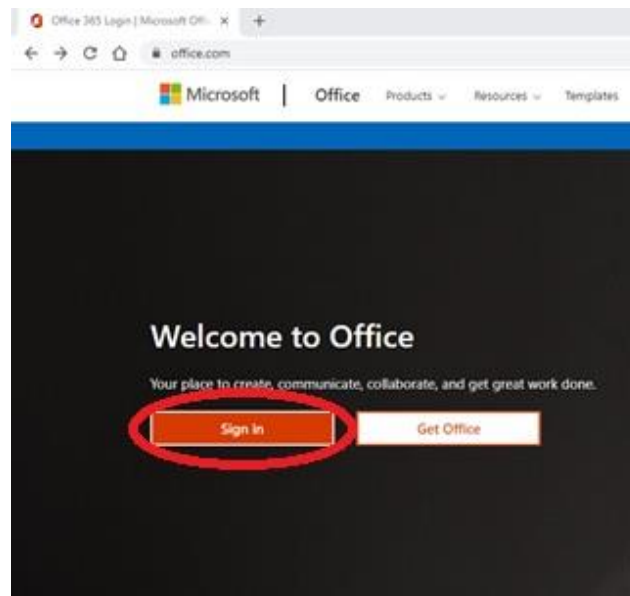 Office 365 Login | Microsoft Offi
office.com
Microsoft | Office Products Resources Templates
Welcome to Office
Your place to create, communicate, collaborate, and get great work done.
Sign in Get Office